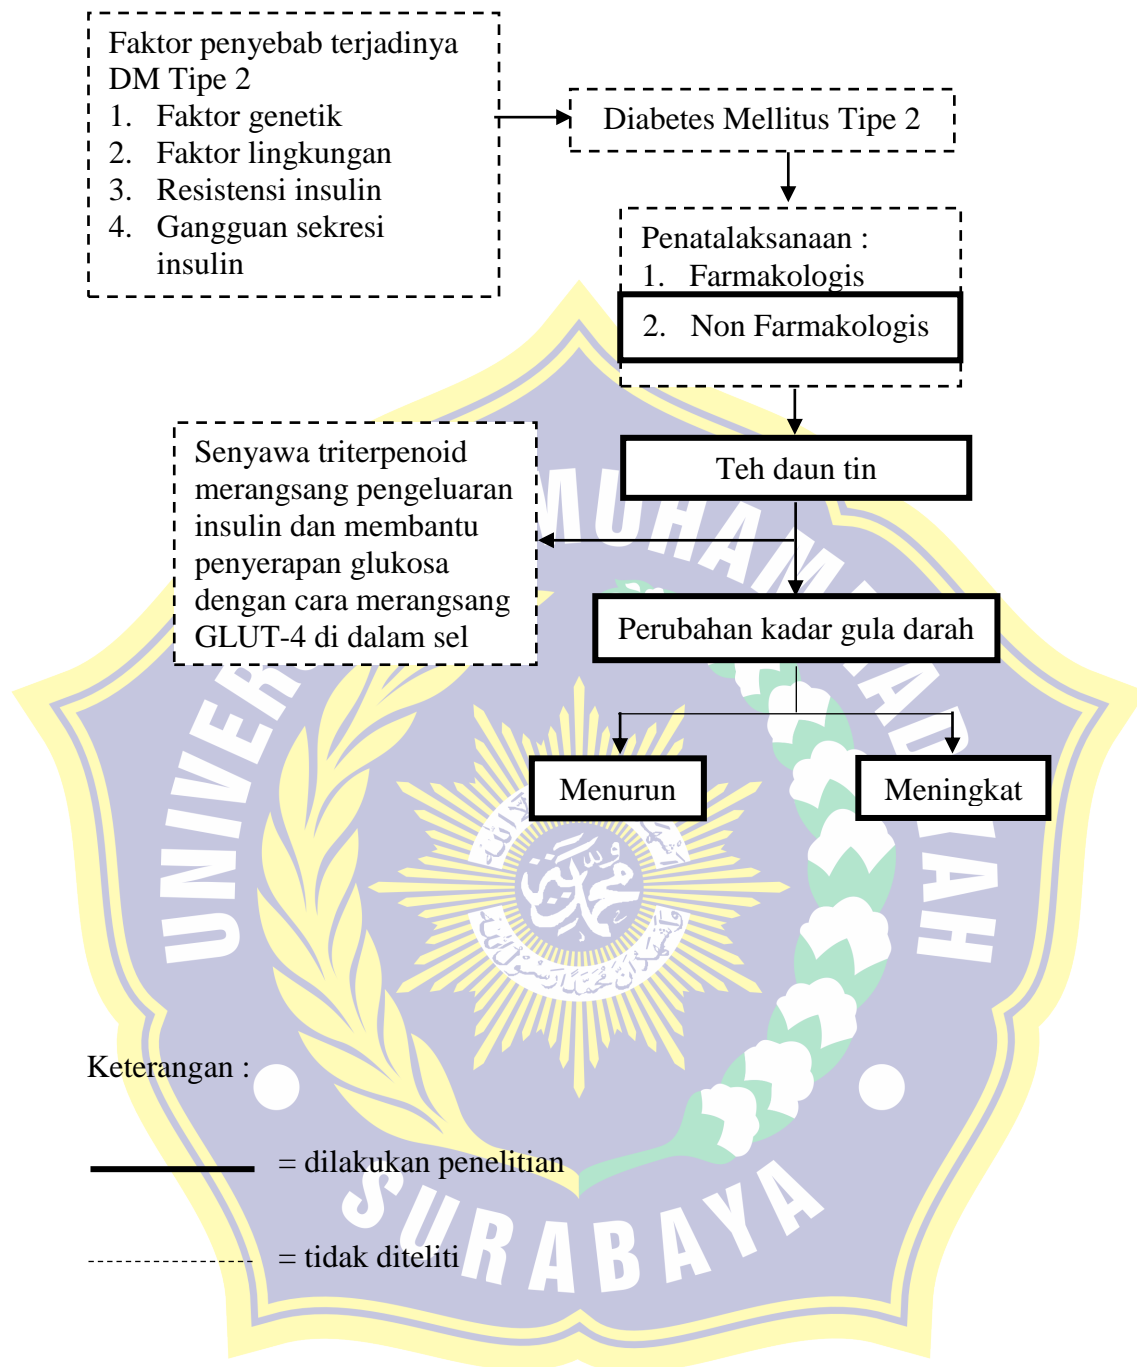 Faktor penyebab terjadinya
DM Tipe 2
1. Faktor genetik
2. Faktor lingkungan
3. Resistensi insulin
4. Gangguan sekresi
insulin
Diabetes Mellitus Tipe 2
Penatalaksanaan :
1. Farmakologis
2. Non Farmakologis
Teh daun tin
Senyawa triterpenoid
merangsang pengeluaran
insulin dan membantu
penyerapan glukosa
dengan cara merangsang
GLUT-4 di dalam sel
Perubahan kadar gula darah
Menurun
Meningkat
Keterangan :
= dilakukan penelitian
= tidak diteliti
SURABAYA